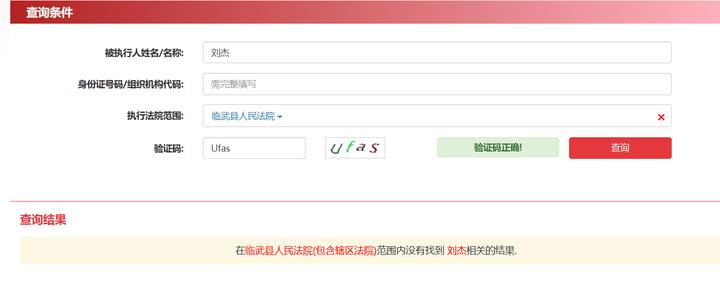 查询条件
被执行人姓名/名称: 刘杰
身份证号码/组织机构代码: 需完整填写
执行法院范围: 临武县人民法院
验证码: Ufas ufas 验证码正确! 查询
查询结果
在临武县人民法院(包含辖区法院)范围内没有找到 刘杰相关的结果.